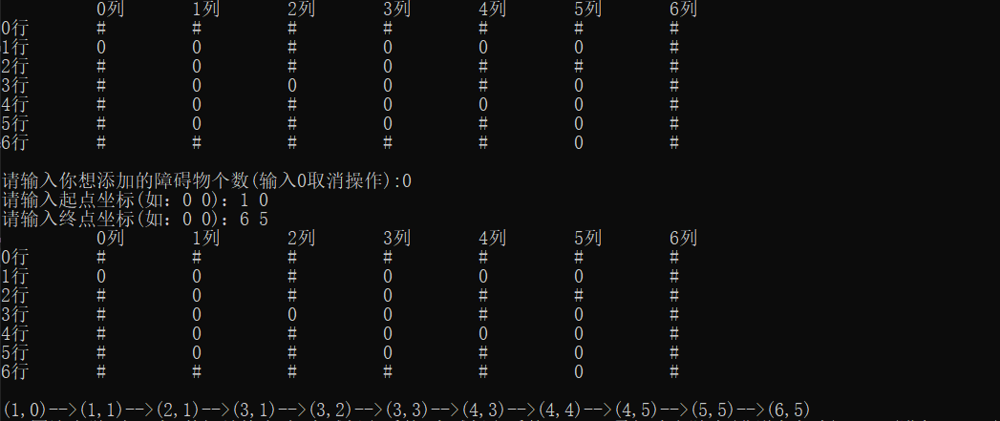 0列 1列 2列 3列 4列 5列 6列
0行 # # # # # # #
1行 0 0 # 0 0 0 #
2行 # 0 # 0 # # #
3行 # 0 0 0 # 0 #
4行 # 0 # 0 0 0 #
5行 # 0 # 0 # 0 #
6行 # # # # # 0 #
请输入你想添加的障碍物个数(输入0取消操作):0
请输入起点坐标(如：0 0)：1 0
请输入终点坐标(如：0 0)：6 5
0列 1列 2列 3列 4列 5列 6列
0行 # # # # # # #
1行 0 0 # 0 0 0 #
2行 # 0 # 0 # # #
3行 # 0 0 0 # 0 #
4行 # 0 # 0 0 0 #
5行 # 0 # 0 # 0 #
6行 # # # # # 0 #
(1,0)-->(1,1)-->(2,1)-->(3,1)-->(3,2)-->(3,3)-->(4,3)-->(4,4)-->(4,5)-->(5,5)-->(6,5)